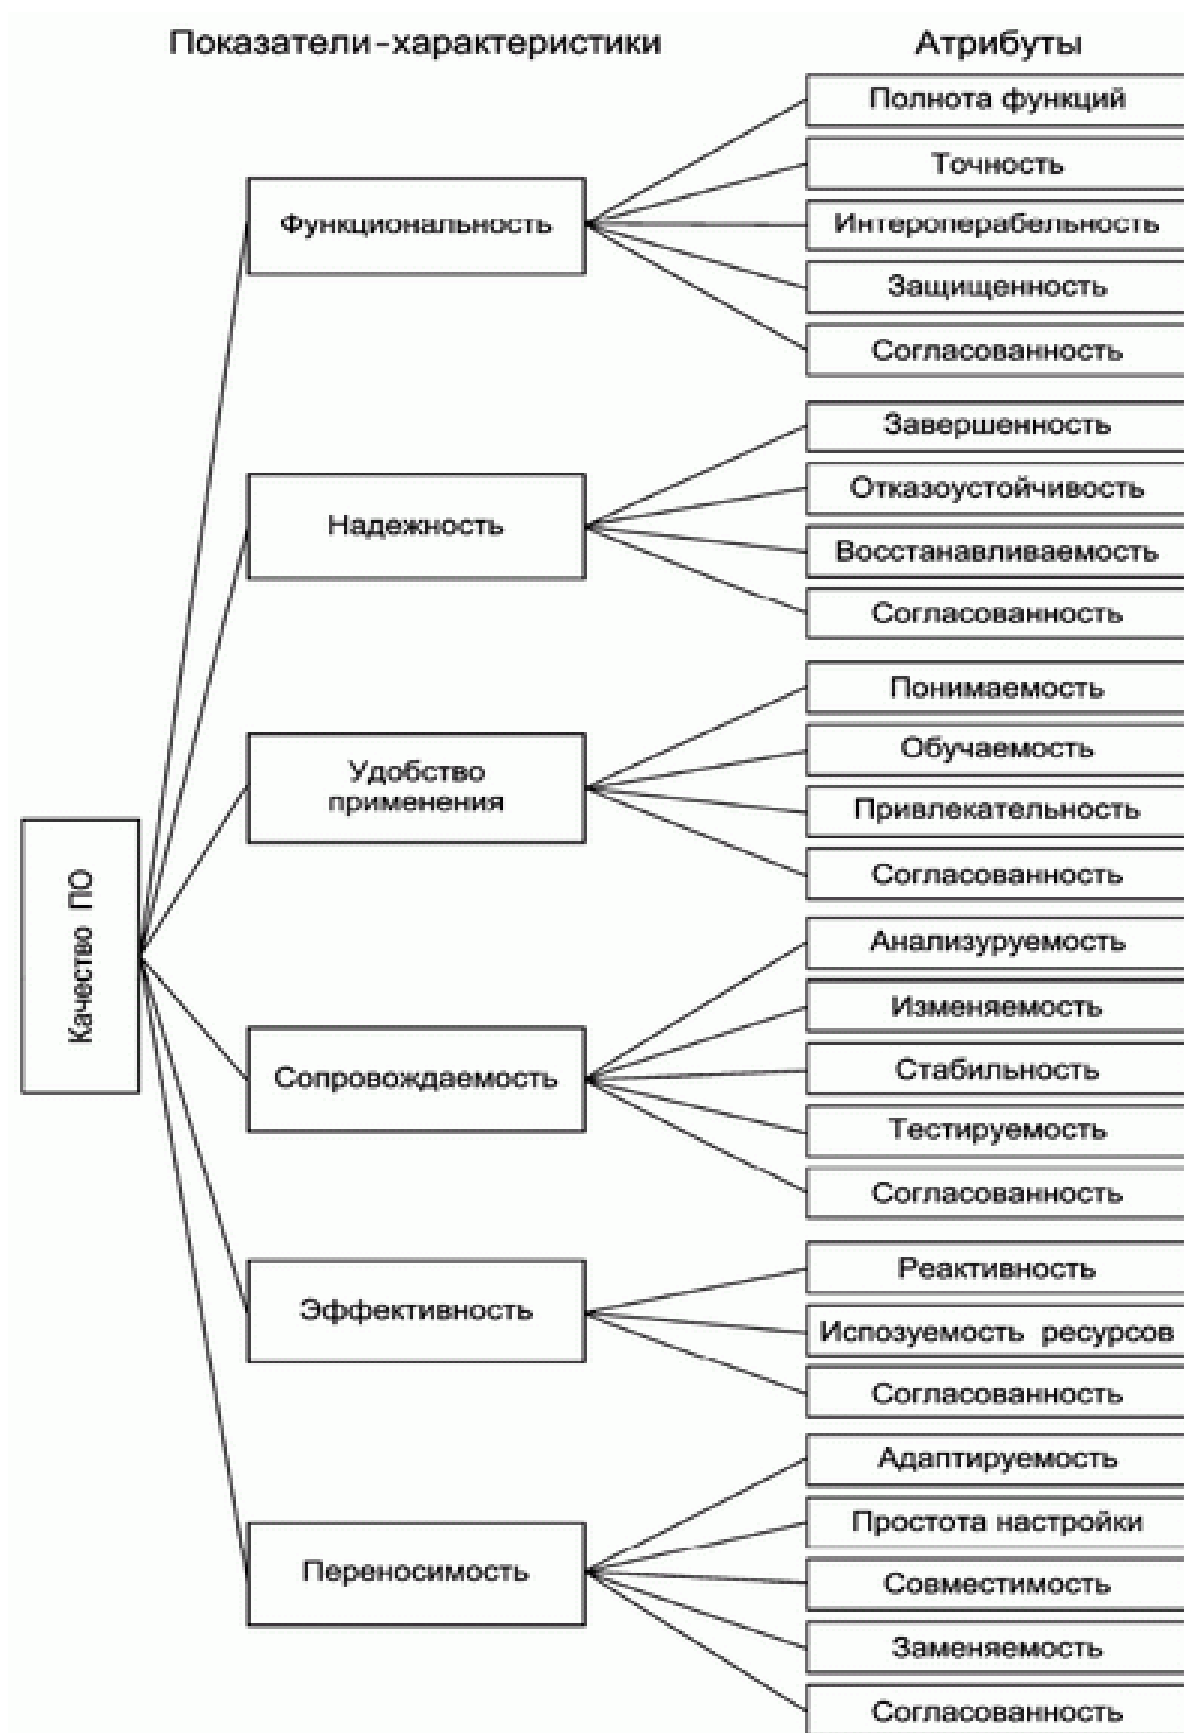 Показатели-характеристики
Атрибуты
Полнота функций
Точность
Функциональность
Интероперабельность
Защищенность
Согласованность
Завершенность
Отказоустойчивость
Надежность
Восстанавливаемость
Согласованность
Понимаемость
Обучаемость
Удобство
применения
Привлекательность
Согласованность
Качество ПО
Анализуруемость
Изменяемость
Стабильность
Сопровождаемость
Тестируемость
Согласованность
Реактивность
Эффективность
Испозуемость ресурсов
Согласованность
Адаптируемость
Простота настройки
Переносимость
Совместимость
Заменяемость
Согласованность